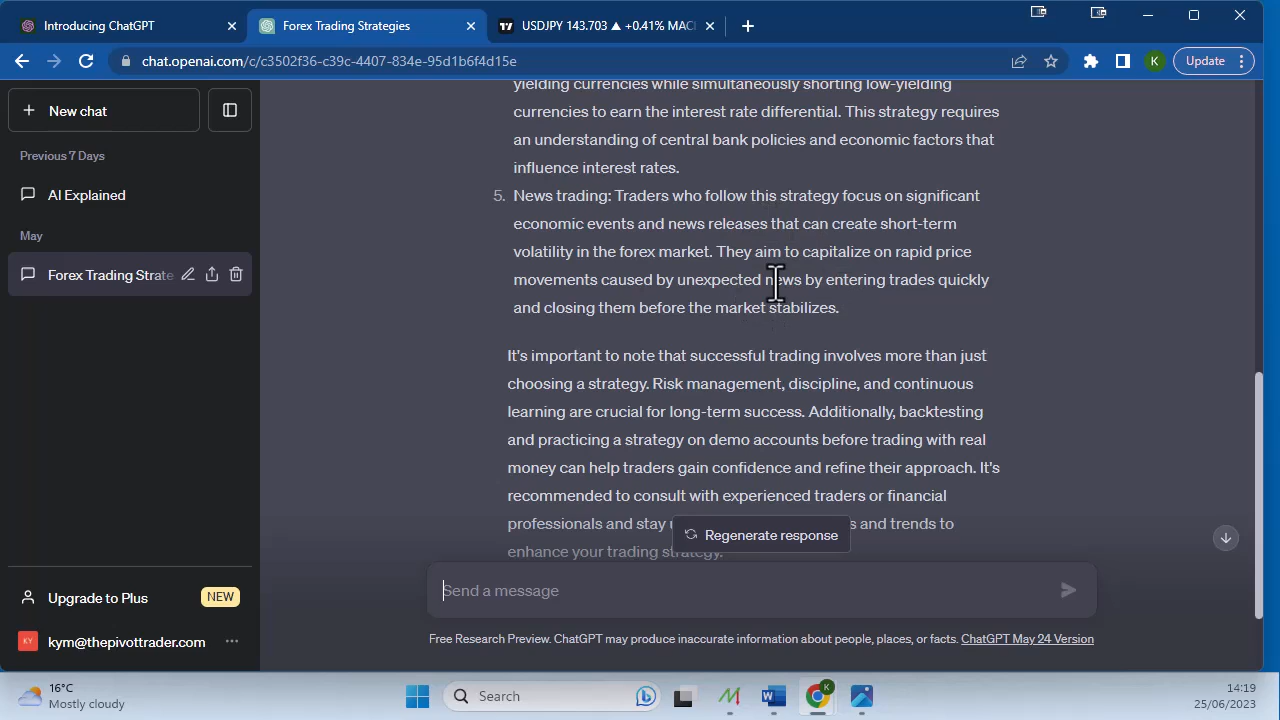 Introducing ChatGPT
Forex Trading Strategies
USDJPY 143.703 ▲ +0.41% MAC
chat.openai.com/c/c3502f36-c39c-4407-834e-95d1b6f4d15e
K
Update
New chat
Previous 7 Days
AI Explained
May
Forex Trading Strate
yielding currencies while simultaneously shorting low-yielding
currencies to earn the interest rate differential. This strategy requires
an understanding of central bank policies and economic factors that
influence interest rates.
5. News trading: Traders who follow this strategy focus on significant
economic events and news releases that can create short-term
volatility in the forex market. They aim to capitalize on rapid price
movements caused by unexpected news by entering trades quickly
and closing them before the market stabilizes.
It's important to note that successful trading involves more than just
choosing a strategy. Risk management, discipline, and continuous
learning are crucial for long-term success. Additionally, backtesting
and practicing a strategy on demo accounts before trading with real
money can help traders gain confidence and refine their approach. It's
recommended to consult with experienced traders or financial
professionals and stay s and trends to
enhance your trading strategy.
Regenerate response
Send a message
Free Research Preview. ChatGPT may produce inaccurate information about people, places, or facts. ChatGPT May 24 Version
Upgrade to Plus
NEW
KY
kym@thepivottrader.com
16°C
Mostly cloudy
Search
K
14:19
25/06/2023